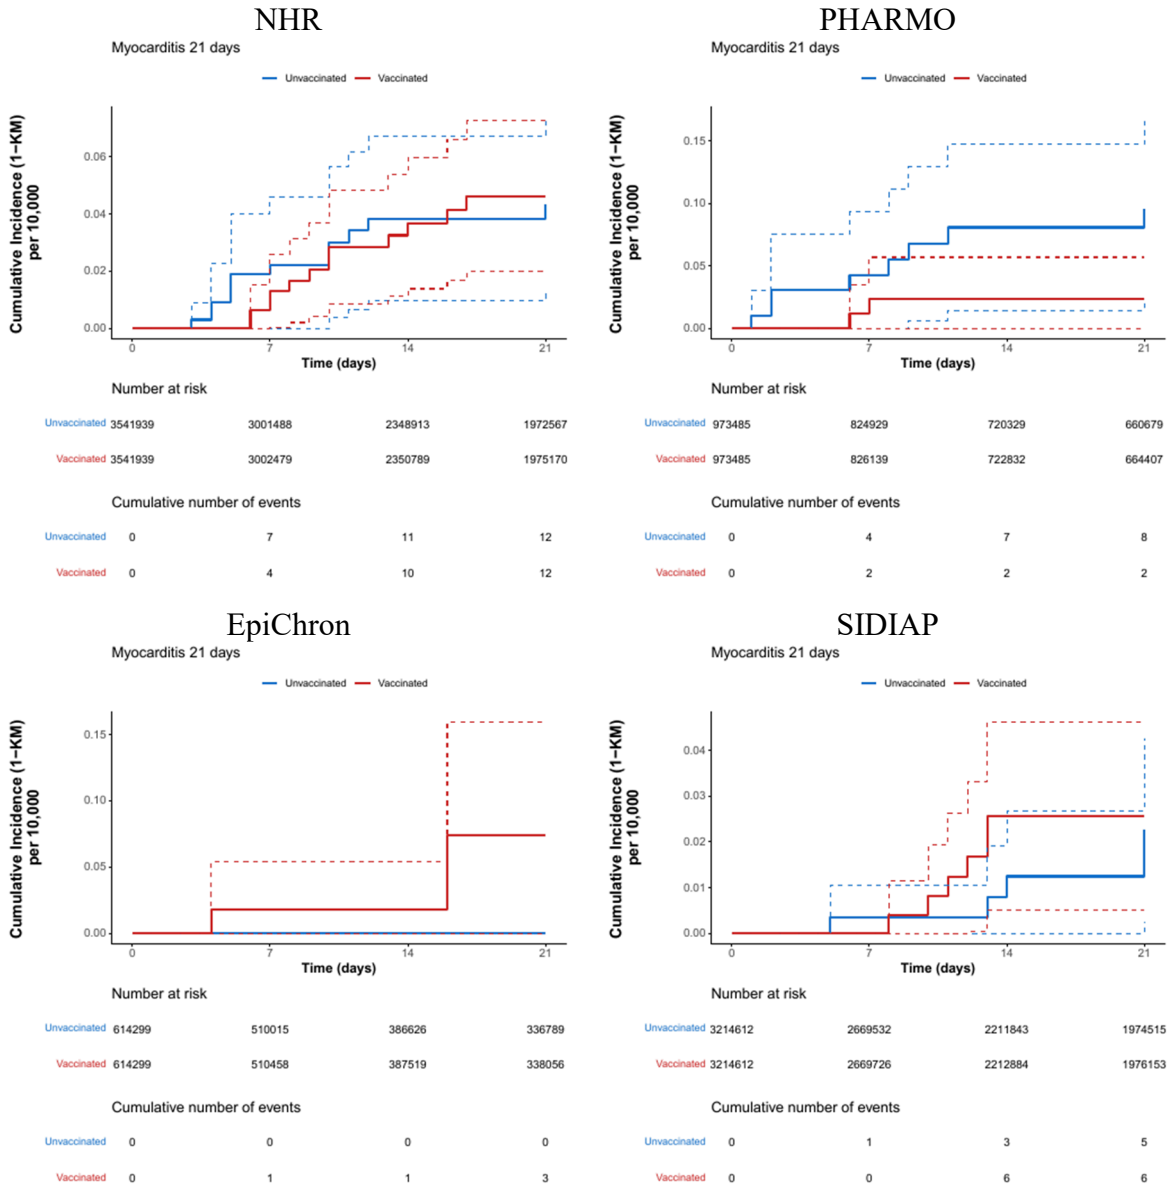 NHR
Myocarditis 21 days
Unvaccinated Vaccinated
Cumulative Incidence (1−KM)
per 10,000
0.06
0.04
0.02
0.00
0 7 14 21
Time (days)
Number at risk
Unvaccinated 3541939 3001488 2348913 1972567
Vaccinated 3541939 3002479 2350789 1975170
Cumulative number of events
Unvaccinated 0 7 11 12
Vaccinated 0 4 10 12
PHARMO
Myocarditis 21 days
Unvaccinated Vaccinated
Cumulative Incidence (1−KM)
per 10,000
0.15
0.10
0.05
0.00
0 7 14 21
Time (days)
Number at risk
Unvaccinated 973485 824929 720329 660679
Vaccinated 973485 826139 722832 664407
Cumulative number of events
Unvaccinated 0 4 7 8
Vaccinated 0 2 2 2
EpiChron
Myocarditis 21 days
Unvaccinated Vaccinated
Cumulative Incidence (1−KM)
per 10,000
0.15
0.10
0.05
0.00
0 7 14 21
Time (days)
Number at risk
Unvaccinated 614299 510015 386626 336789
Vaccinated 614299 510458 387519 338056
Cumulative number of events
Unvaccinated 0 0 0 0
Vaccinated 0 1 1 3
SIDIAP
Myocarditis 21 days
Unvaccinated Vaccinated
Cumulative Incidence (1−KM)
per 10,000
0.04
0.03
0.02
0.01
0.00
0 7 14 21
Time (days)
Number at risk
Unvaccinated 3214612 2669532 2211843 1974515
Vaccinated 3214612 2669726 2212884 1976153
Cumulative number of events
Unvaccinated 0 1 3 5
Vaccinated 0 0 6 6